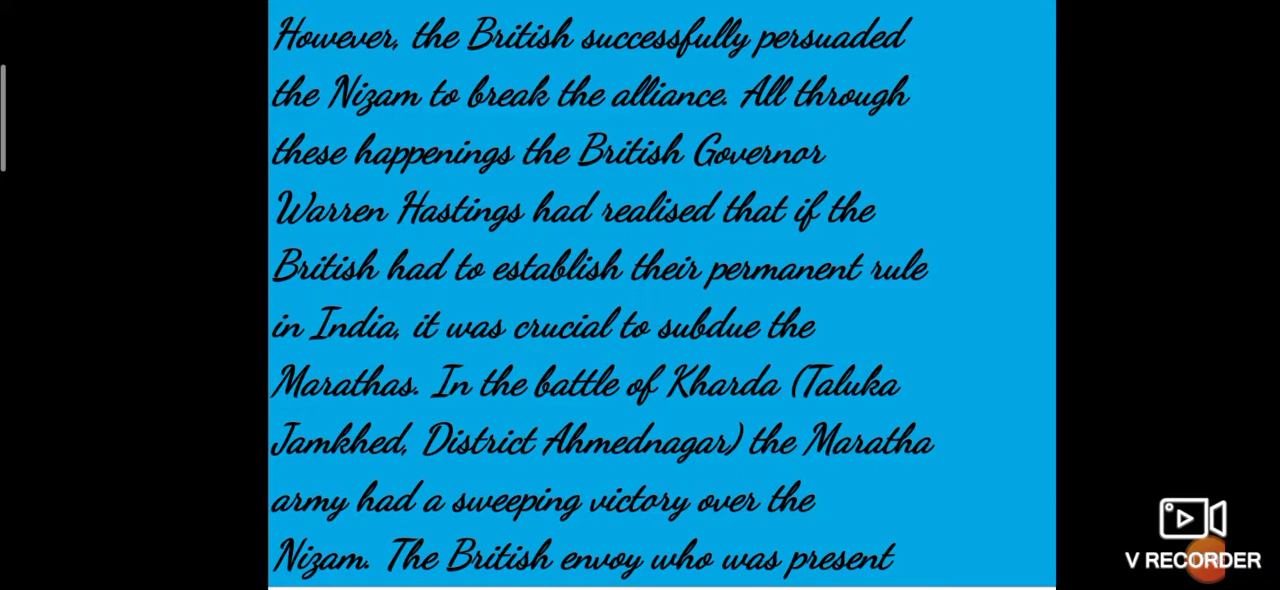 However, the British successfully persuaded
the Nizam to break the alliance. All through
these happenings the British Governor
Warren Hastings had realised that if the
British had to establish their permanent rule
in India, it was crucial to subdue the
Marathas. In the battle of Kharda (Taluka
Jamkhed, District Ahmednagar) the Maratha
army had a sweeping victory over the
Nizam. The British envoy who was present
V RECORDER